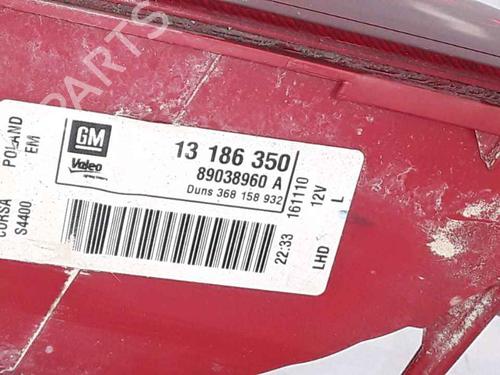 PARTS
GM
Valeo
13 186 350
89038960 A
Duns 368 158 932
POLAND
EM
CORSA
S4400
22:33 161110
LHD 12V L